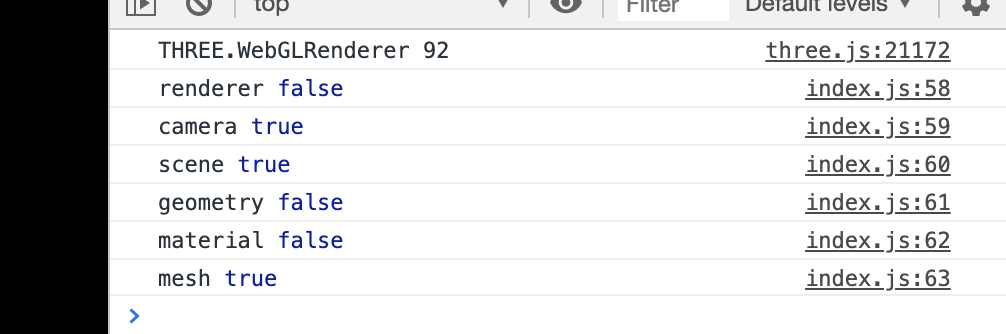 top Filter Default levels
THREE.WebGLRenderer 92 three.js:21172
renderer false index.js:58
camera true index.js:59
scene true index.js:60
geometry false index.js:61
material false index.js:62
mesh true index.js:63